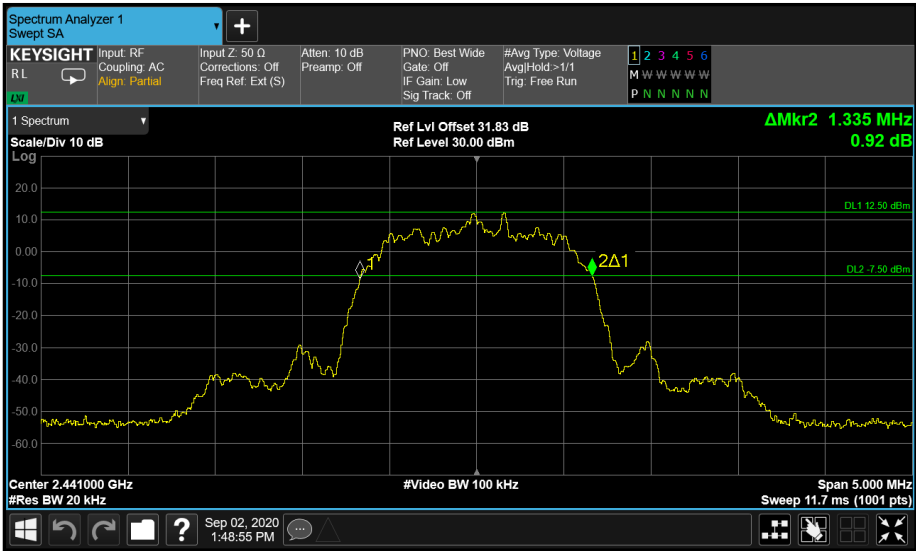 Spectrum Analyzer 1
Swept SA
+
KEYSIGHT Input: RF Input Z: 50 Ω Atten: 10 dB PNO: Best Wide #Avg Type: Voltage 1 2 3 4 5 6
RL Coupling: AC Corrections: Off Preamp: Off Gate: Off Avg|Hold:>1/1 M W W W W W
Align: Partial Freq Ref: Ext (S) IF Gain: Low Trig: Free Run P N N N N N
LXI Sig Track: Off
1 Spectrum Ref Lvl Offset 31.83 dB ΔMkr2 1.335 MHz
Scale/Div 10 dB Ref Level 30.00 dBm 0.92 dB
Log
20.0
DL1 12.50 dBm
10.0
0.00
1 2Δ1
DL2 -7.50 dBm
-10.0
-20.0
-30.0
-40.0
-50.0
-60.0
Center 2.441000 GHz #Video BW 100 kHz Span 5.000 MHz
#Res BW 20 kHz Sweep 11.7 ms (1001 pts)
? Sep 02, 2020
1:48:55 PM